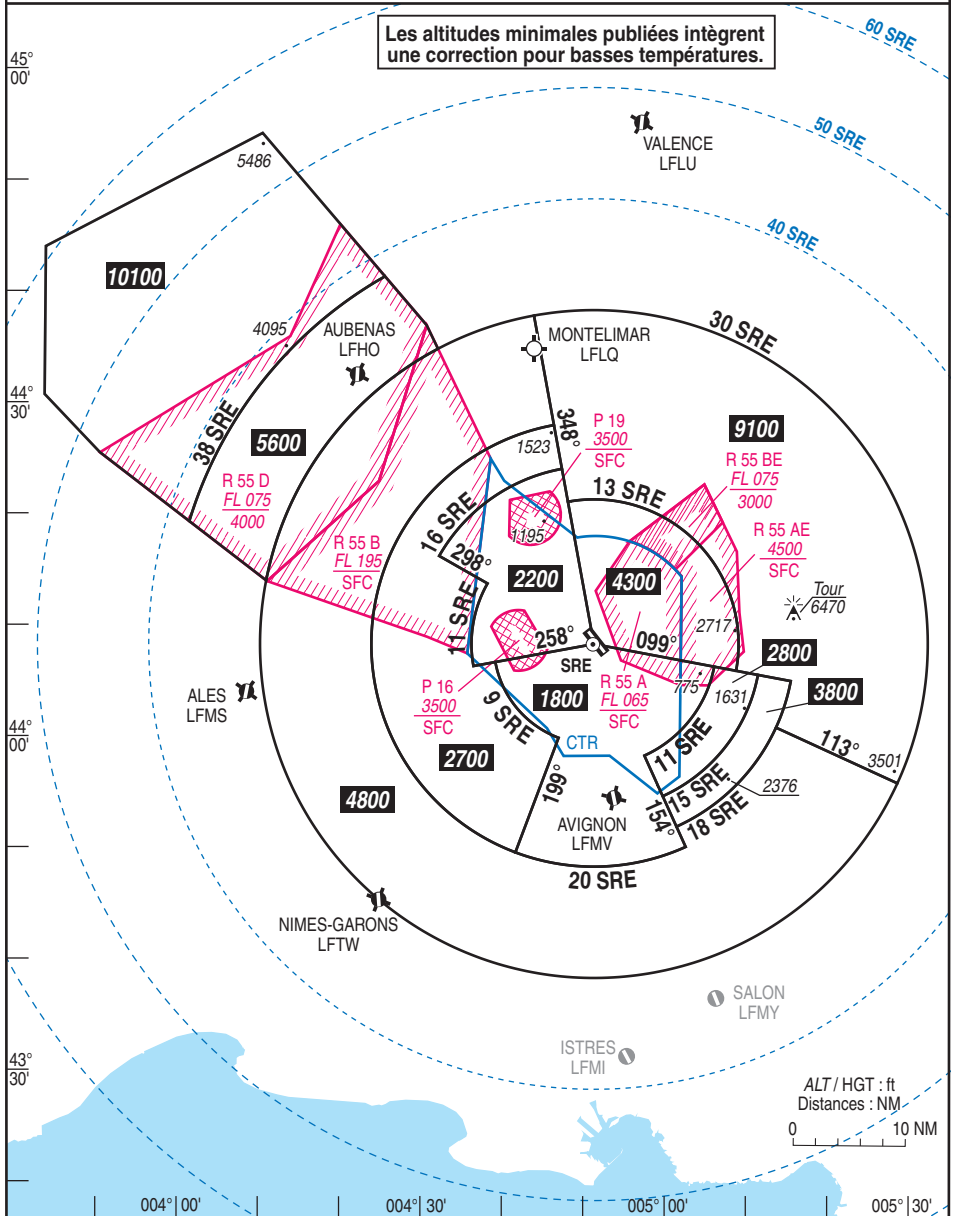 Les altitudes minimales publiées intègrent
une correction pour basses températures.
60 SRE
45°
00'
50 SRE
VALENCE
LFLU
5486
40 SRE
10100
30 SRE
4095
AUBENAS
LFHO
MONTELIMAR
LFLQ
44°
30'
38 SRE
348°
P 19
3500
SFC
9100
5600
1523
R 55 BE
FL 075
3000
13 SRE
R 55 D
FL 075
4000
16 SRE
R 55 AE
4500
SFC
1195
R 55 B
FL 195
SFC
298°
2200
4300
Tour
6470
11 SRE
258°
099°
2717
SRE
2800
ALES
LFMS
P 16
3500
SFC
1800
R 55 A
FL 065
SFC
775
1631
3800
9 SRE
44°
00'
CTR
11 SRE
113°
3501
2700
199°
15 SRE
2376
4800
AVIGNON
LFMV
154°
18 SRE
20 SRE
NIMES-GARONS
LFTW
SALON
LFMY
ISTRES
LFMI
43°
30'
ALT / HGT : ft
Distances : NM
0 10 NM
004° 00' 004° 30' 005° 00' 005° 30'